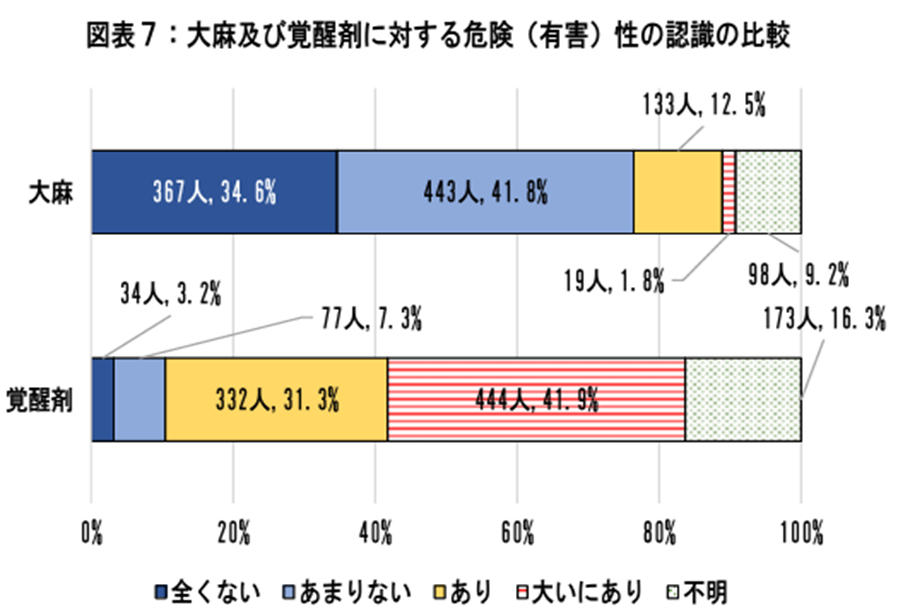 図表7：大麻及び覚醒剤に対する危険（有害）性の認識の比較
133人, 12.5%
大麻
367人, 34.6%
443人, 41.8%
19人, 1.8%
98人, 9.2%
34人, 3.2%
77人, 7.3%
173人, 16.3%
覚醒剤
332人, 31.3%
444人, 41.9%
0% 20% 40% 60% 80% 100%
全くない あまりない あり 大いにあり 不明